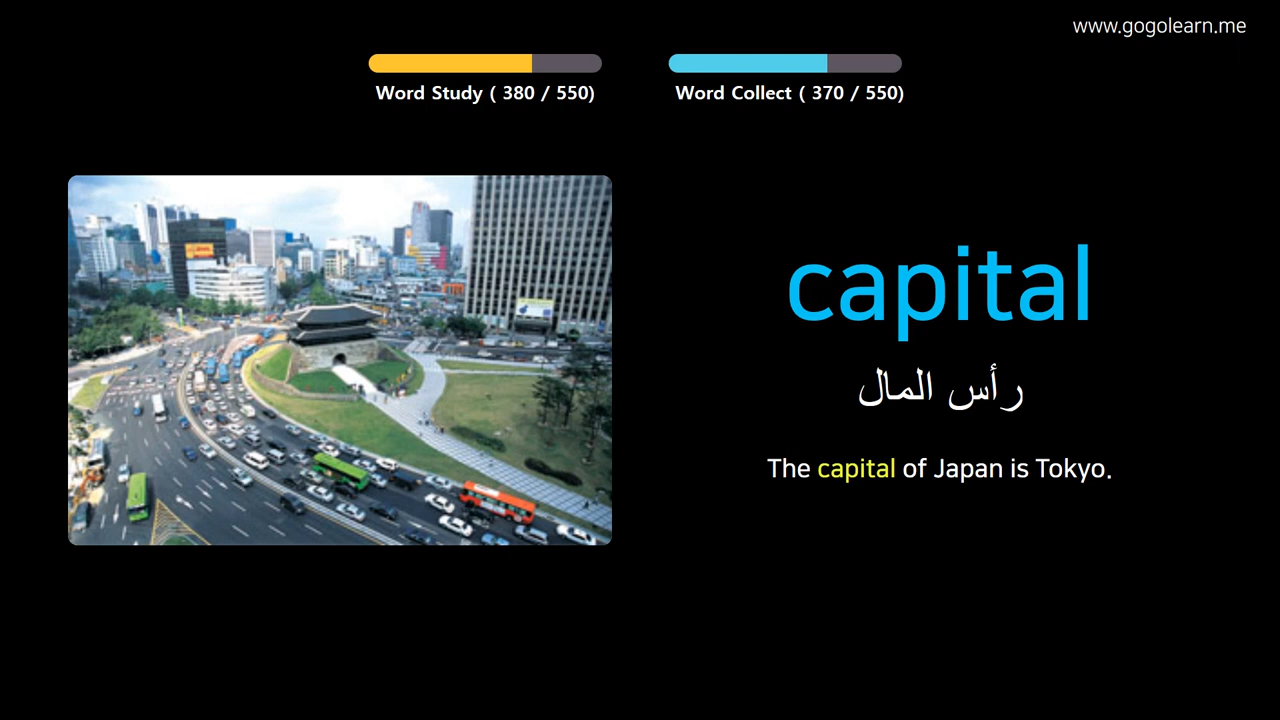 www.gogolearn.me
Word Study ( 380 / 550)
Word Collect ( 370 / 550)
capital
رأس المال
The capital of Japan is Tokyo.